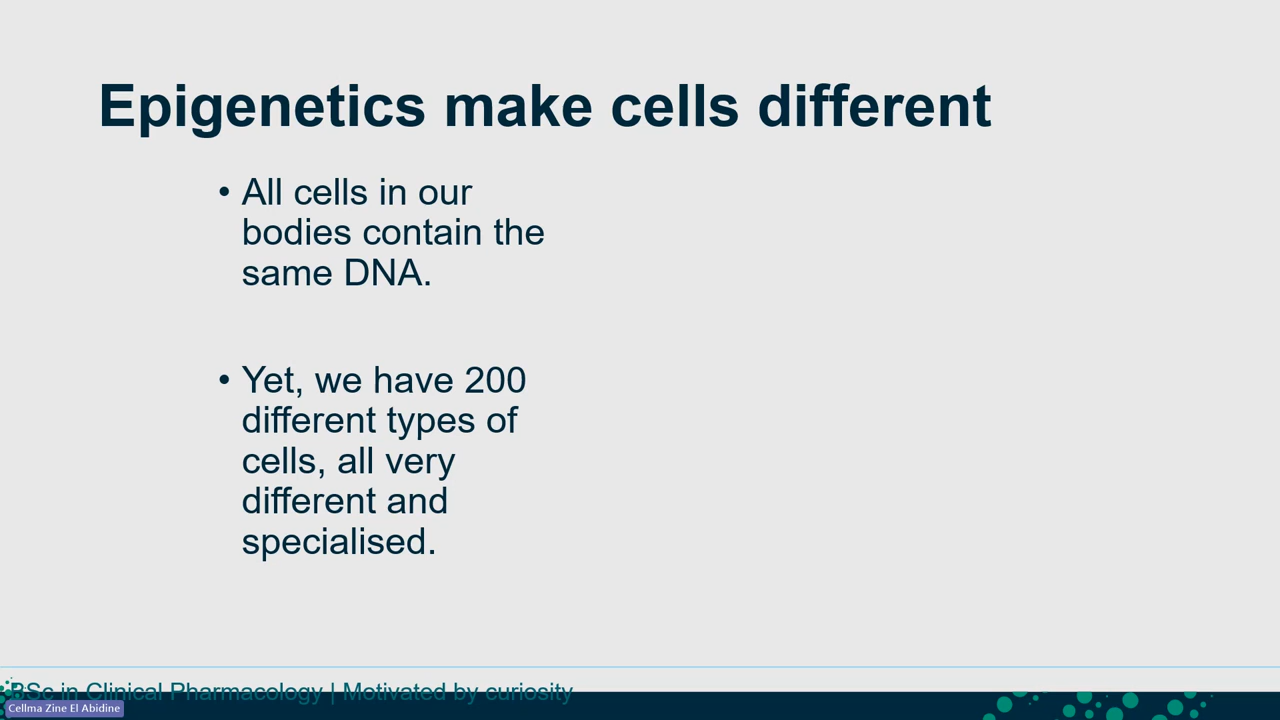 Epigenetics make cells different
• All cells in our
bodies contain the
same DNA.
• Yet, we have 200
different types of
cells, all very
different and
specialised.
BSc in Clinical Pharmacology | Motivated by curiosity
Cellma Zine El Abidine